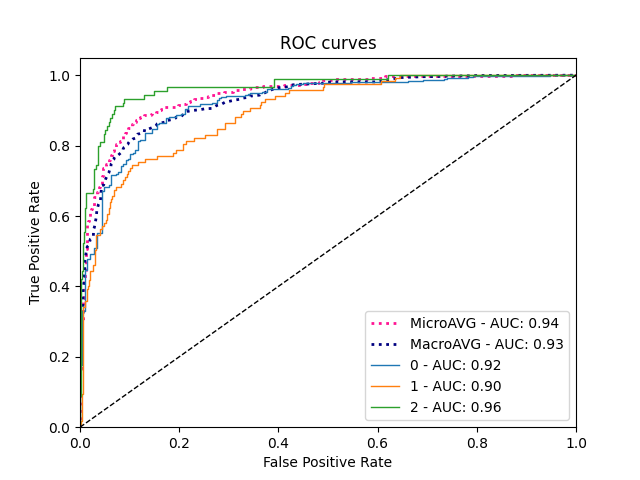 ROC curves
True Positive Rate
1.0
0.8
0.6
0.4
0.2
0.0
MicroAVG - AUC: 0.94
MacroAVG - AUC: 0.93
0 - AUC: 0.92
1 - AUC: 0.90
2 - AUC: 0.96
0.0 0.2 0.4 0.6 0.8 1.0
False Positive Rate